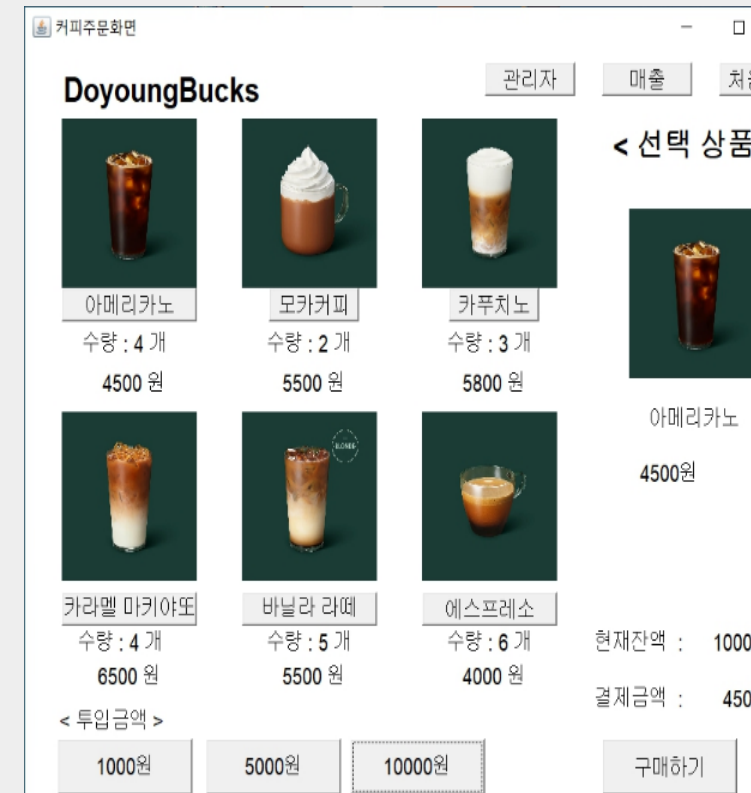 커피주문화면
DoyoungBucks
관리자
매출
< 선택 상품
아메리카노
모카커피
카푸치노
수량 : 4 개
수량 : 2 개
수량 : 3 개
4500 원
5500 원
5800 원
아메리카노
4500원
카라멜 마키야또
바닐라 라떼
에스프레소
수량 : 4 개
수량 : 5 개
수량 : 6 개
6500 원
5500 원
4000 원
현재잔액 : 1000
결제금액 : 450
< 투입금액 >
1000원
5000원
10000원
구매하기